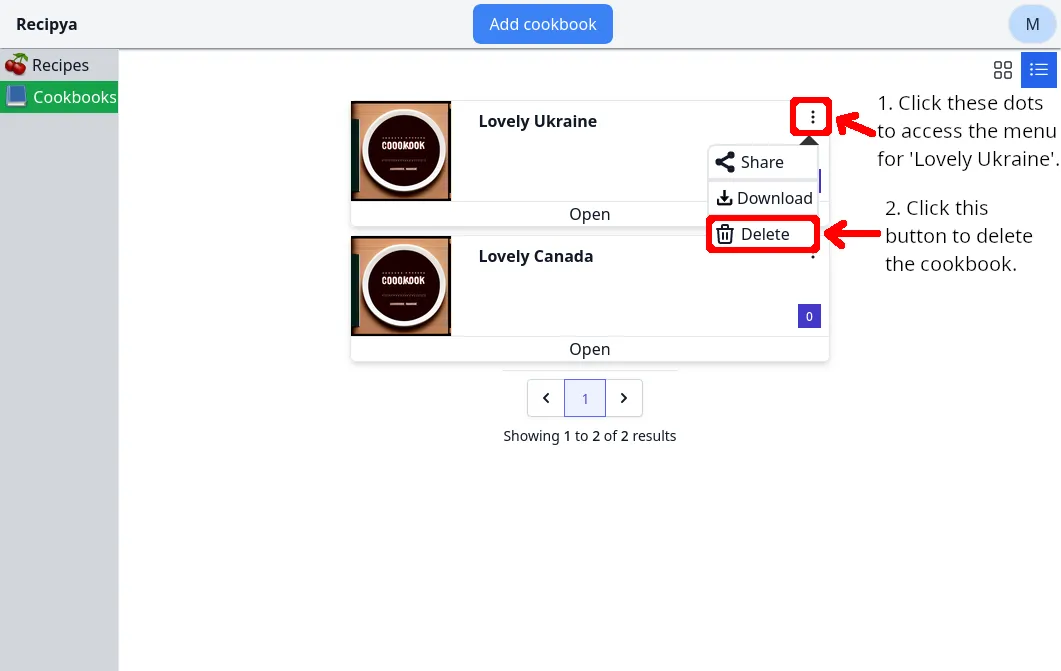 Recipya
Add cookbook
M
Recipes
Cookbooks
Lovely Ukraine
COOOKOOK
Share
Download
Delete
Open
1. Click these dots
to access the menu
for 'Lovely Ukraine'.
2. Click this
button to delete
the cookbook.
Lovely Canada
COOOKOOK
0
Open
1
Showing 1 to 2 of 2 results